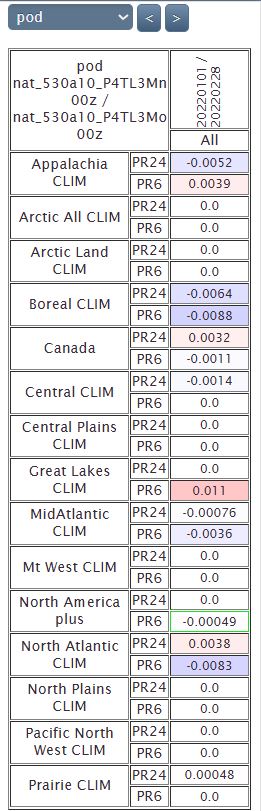 pod
<
>
pod
nat_530a10_P4TL3Mn
00z /
nat_530a10_P4TL3Mo
00z
20220101 /
20220228
All
Appalachia
CLIM
PR24
-0.0052
PR6
0.0039
Arctic All CLIM
PR24
0.0
PR6
0.0
Arctic Land
CLIM
PR24
0.0
PR6
0.0
Boreal CLIM
PR24
-0.0064
PR6
-0.0088
Canada
PR24
0.0032
PR6
-0.0011
Central CLIM
PR24
-0.0014
PR6
0.0
Central Plains
CLIM
PR24
0.0
PR6
0.0
Great Lakes
CLIM
PR24
0.0
PR6
0.011
MidAtlantic
CLIM
PR24
-0.00076
PR6
-0.0036
Mt West CLIM
PR24
0.0
PR6
0.0
North America
plus
PR24
0.0
PR6
-0.00049
North Atlantic
CLIM
PR24
0.0038
PR6
-0.0083
North Plains
CLIM
PR24
0.0
PR6
0.0
Pacific North
West CLIM
PR24
0.0
PR6
0.0
Prairie CLIM
PR24
0.00048
PR6
0.0